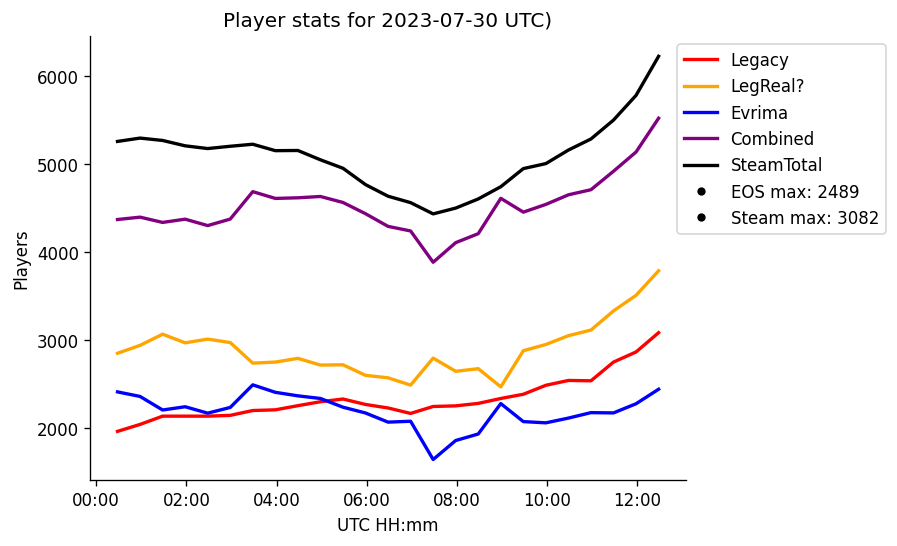 Player stats for 2023-07-30 UTC)
Legacy
LegReal?
Evrima
Combined
SteamTotal
EOS max: 2489
Steam max: 3082
Players
6000
5000
4000
3000
2000
00:00 02:00 04:00 06:00 08:00 10:00 12:00
UTC HH:mm